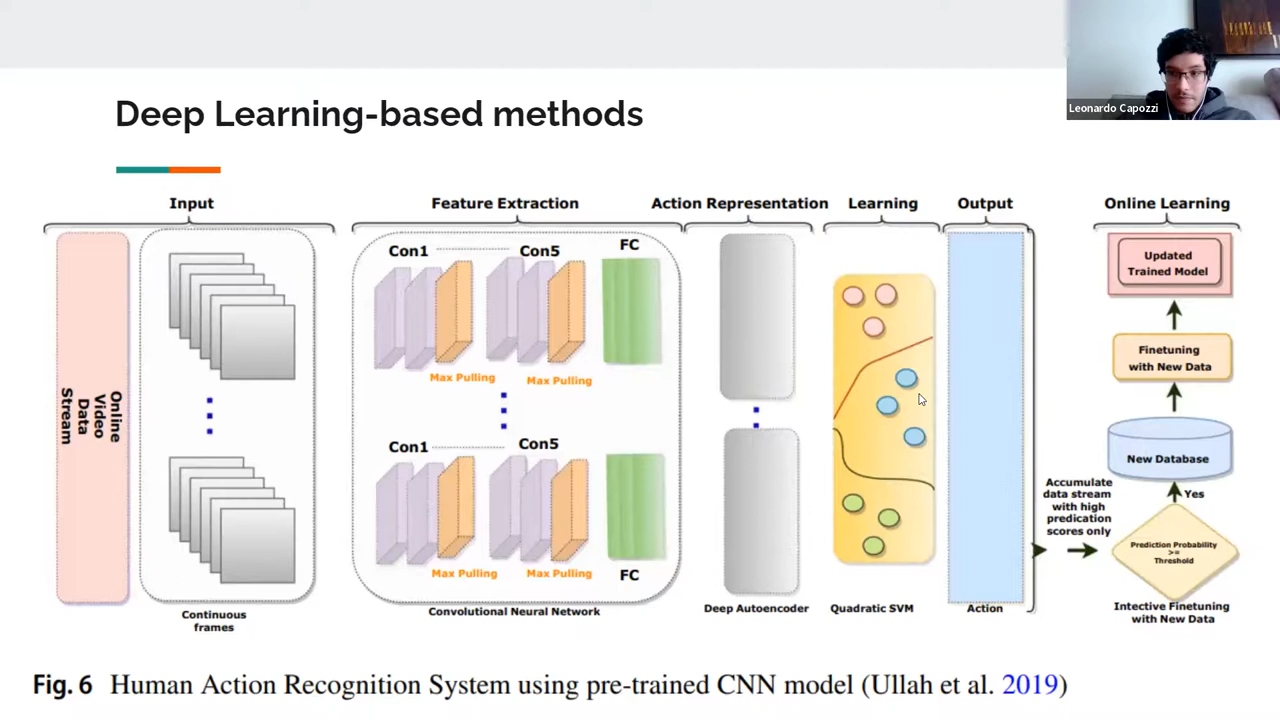 Leonardo Capozzi
Deep Learning-based methods
Input
Feature Extraction
Action Representation
Learning
Output
Online Learning
Online
Video
Data
Stream
Continuous
frames
Con1
Con5
FC
Max Pulling
Max Pulling
Con1
Con5
Max Pulling
Max Pulling
FC
Convolutional Neural Network
Deep Autoencoder
Quadratic SVM
Action
Updated
Trained Model
Finetuning
with New Data
New Database
Yes
Accumulate
data stream
with high
predication
scores only
Prediction Probability
>=
Threshold
Intective Finetuning
with New Data
Fig. 6 Human Action Recognition System using pre-trained CNN model (Ullah et al. 2019)